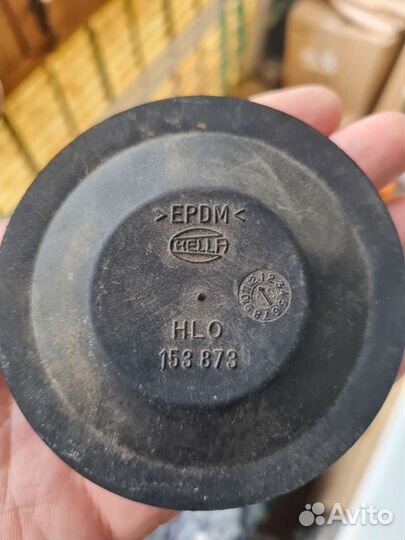 >EPDM<
HELLA
HLO
153 873
Avito